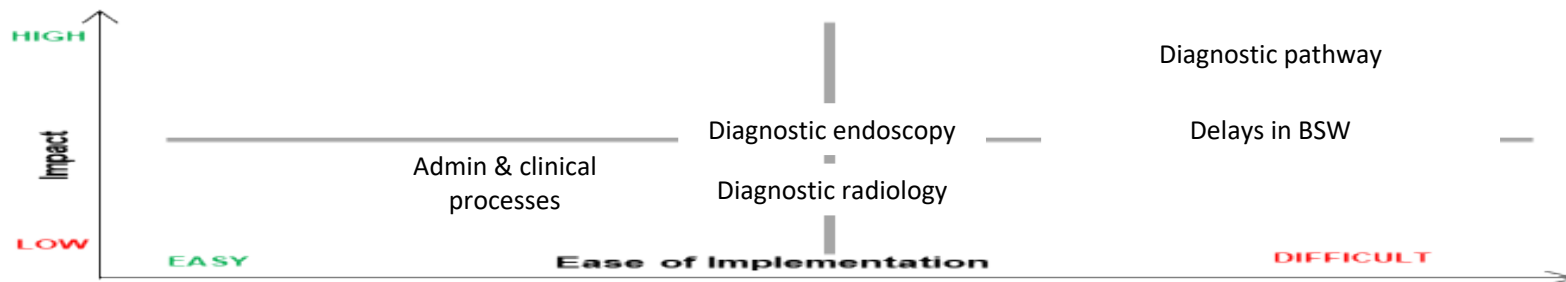 HIGH
Diagnostic pathway
Impact
Diagnostic endoscopy
Delays in BSW
Admin & clinical
processes
Diagnostic radiology
LOW
EASY
Ease of Implementation
DIFFICULT